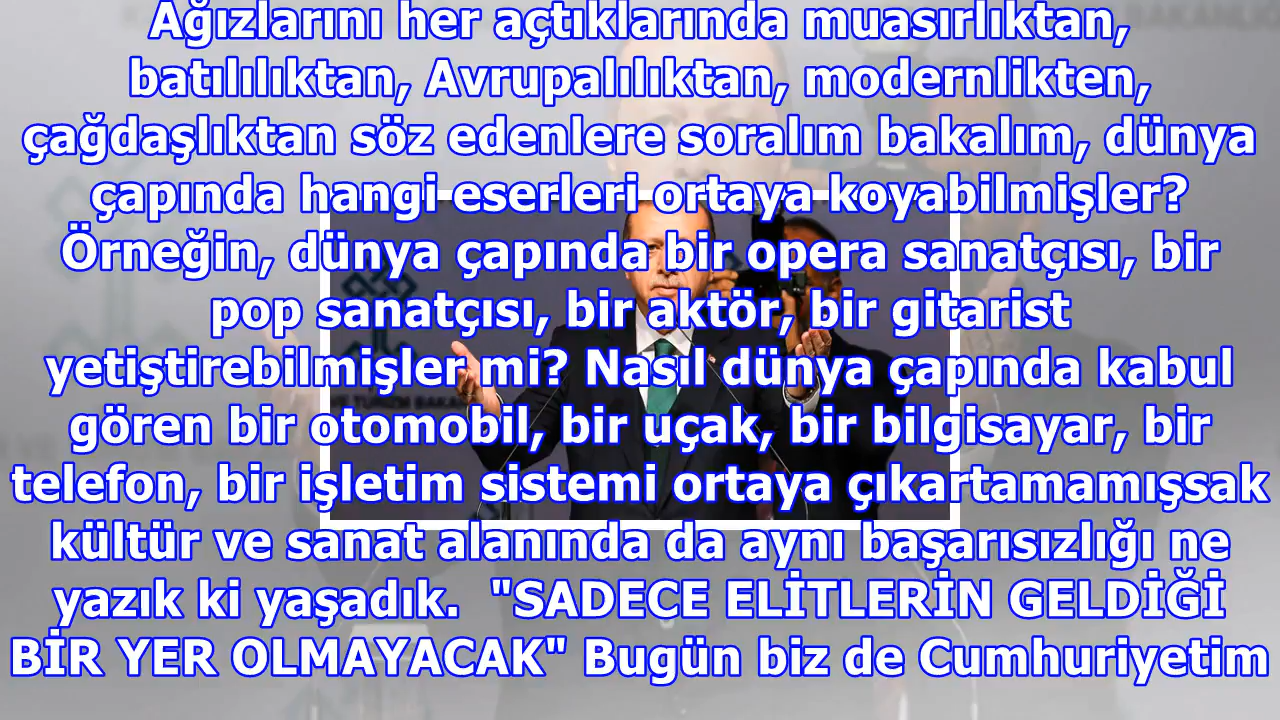 Ağızlarını her açtıklarında muasırlıktan,
batılılıktan, Avrupalılıktan, modernlikten,
çağdaşlıktan söz edenlere soralım bakalım, dünya
çapında hangi eserleri ortaya koyabilmişler?
Örneğin, dünya çapında bir opera sanatçısı, bir
pop sanatçısı, bir aktör, bir gitarist
yetiştirebilmişler mi? Nasıl dünya çapında kabul
gören bir otomobil, bir uçak, bir bilgisayar, bir
telefon, bir işletim sistemi ortaya çıkartamamışsak
kültür ve sanat alanında da aynı başarısızlığı ne
yazık ki yaşadık. "SADECE ELİTLERİN GELDİĞİ
BİR YER OLMAYACAK" Bugün biz de Cumhuriyetim